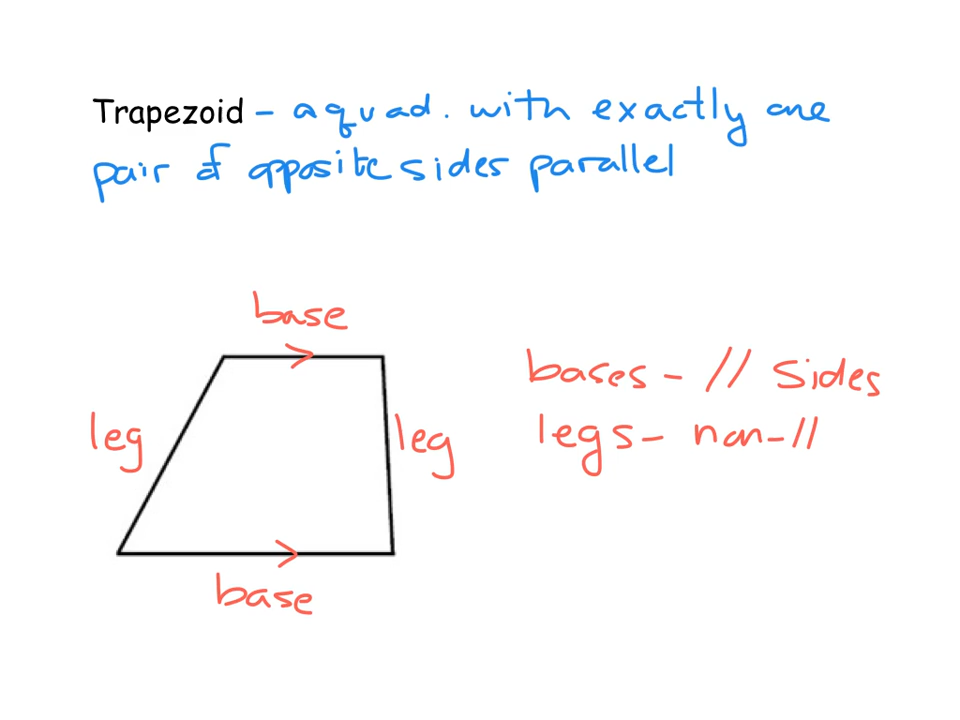 Trapezoid - a quad. with exactly one
pair of opposite sides parallel
base
bases - // sides
leg
leg
legs - non-//
base